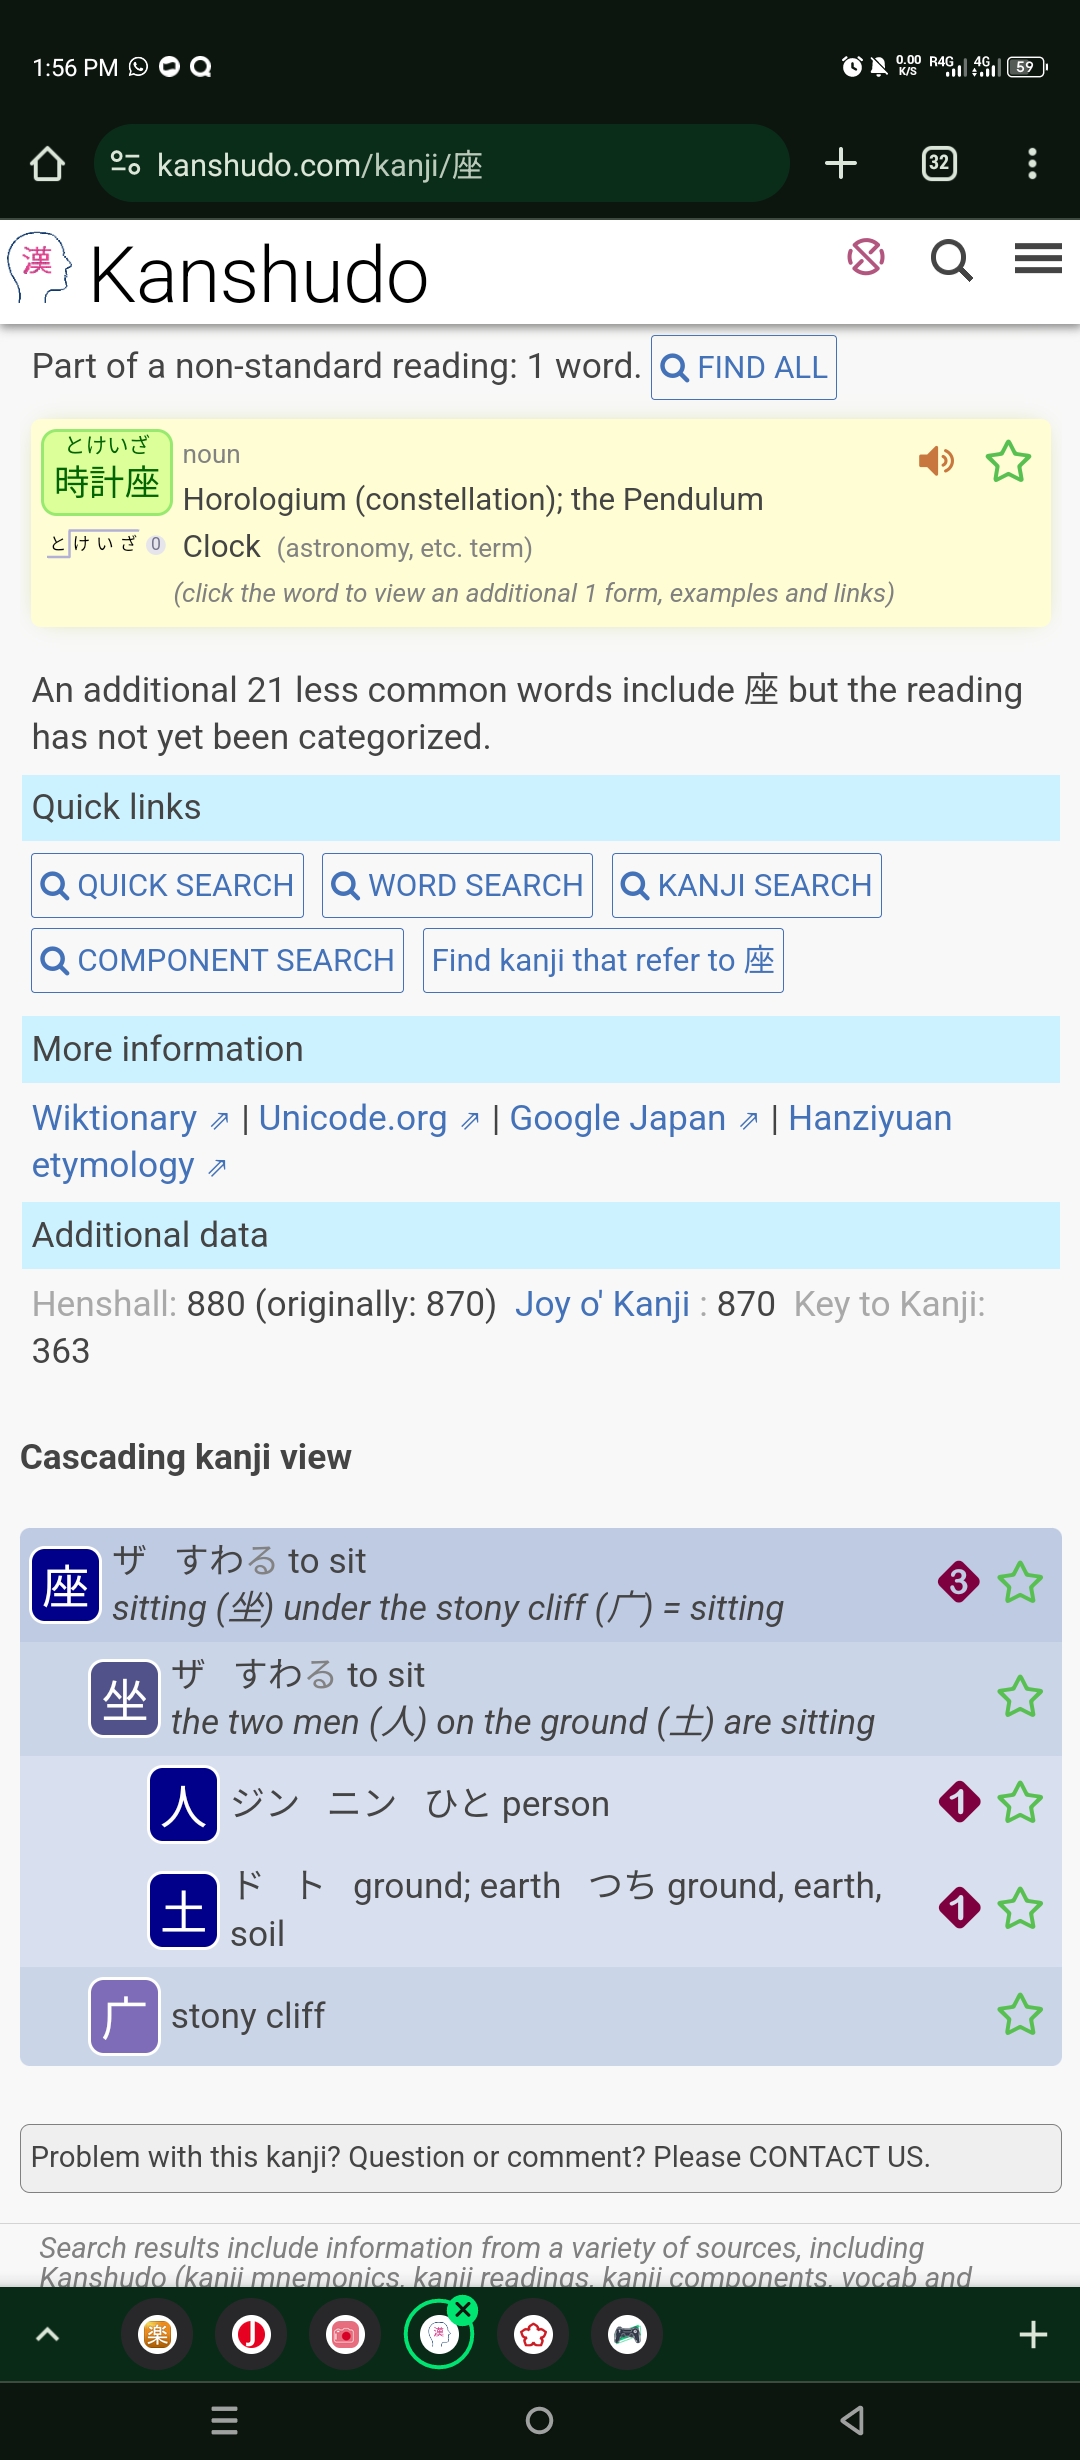 1:56 PM
0.00 K/S R4G 4G 59
kanshudo.com/kanji/座
32
漢 Kanshudo
Part of a non-standard reading: 1 word. FIND ALL
とけいざ
時計座
とけいざ 0
noun
Horologium (constellation); the Pendulum
Clock (astronomy, etc. term)
(click the word to view an additional 1 form, examples and links)
An additional 21 less common words include 座 but the reading
has not yet been categorized.
Quick links
QUICK SEARCH WORD SEARCH KANJI SEARCH
COMPONENT SEARCH Find kanji that refer to 座
More information
Wiktionary ⇗ | Unicode.org ⇗ | Google Japan ⇗ | Hanziyuan
etymology ⇗
Additional data
Henshall: 880 (originally: 870) Joy o' Kanji : 870 Key to Kanji:
363
Cascading kanji view
座 ザ すわる to sit 3
sitting (坐) under the stony cliff (广) = sitting
坐 ザ すわる to sit
the two men (人) on the ground (土) are sitting
人 ジン ニン ひと person 1
土 ド ト ground; earth つち ground, earth, 1
soil
广 stony cliff
Problem with this kanji? Question or comment? Please CONTACT US.
Search results include information from a variety of sources, including
Kanshudo (kanji mnemonics, kanji readings, kanji components, vocab and
楽 J 漢